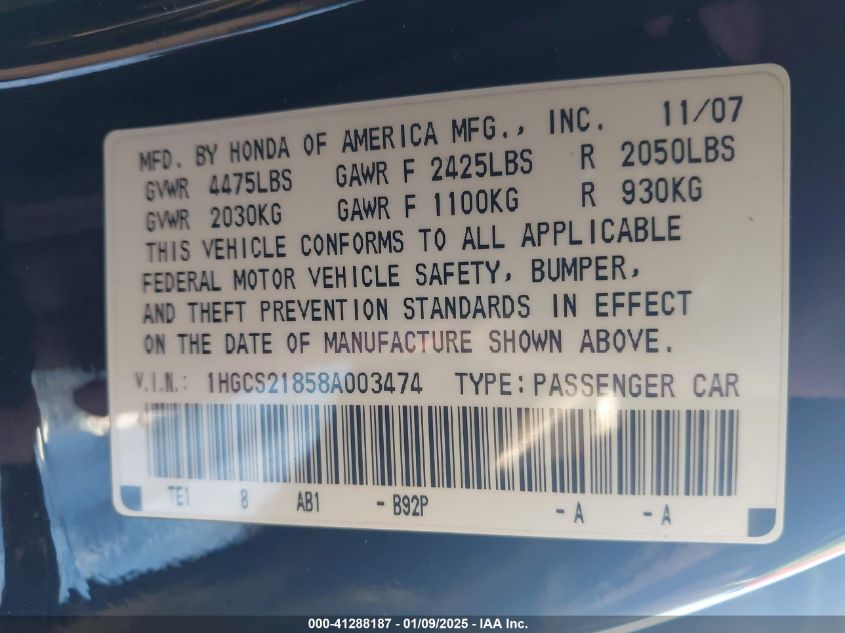 MFD. BY HONDA OF AMERICA MFG., INC. 11/07
GVWR 4475LBS GAWR F 2425LBS R 2050LBS
GVWR 2030KG GAWR F 1100KG R 930KG
THIS VEHICLE CONFORMS TO ALL APPLICABLE
FEDERAL MOTOR VEHICLE SAFETY, BUMPER,
AND THEFT PREVENTION STANDARDS IN EFFECT
ON THE DATE OF MANUFACTURE SHOWN ABOVE.
V.I.N.: 1HGCS21858A003474 TYPE: PASSENGER CAR
TE1 8 AB1 - B92P - A - A
000-41288187 - 01/09/2025 - IAA Inc.